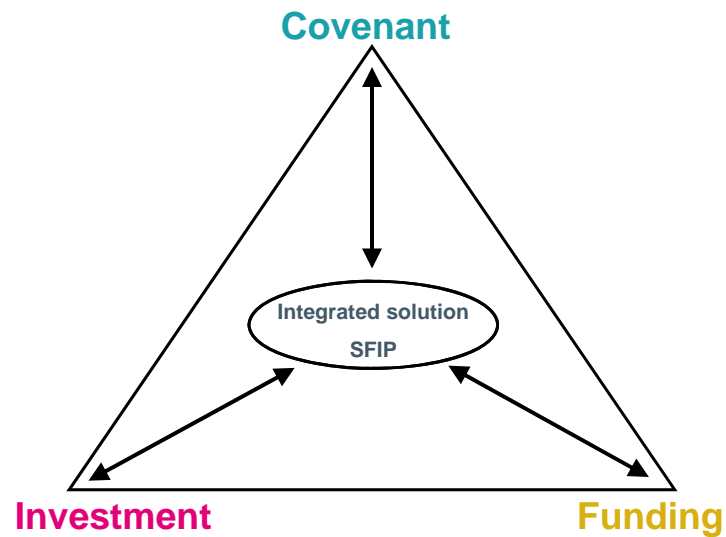 Covenant
Integrated solution
SFIP
Investment
Funding